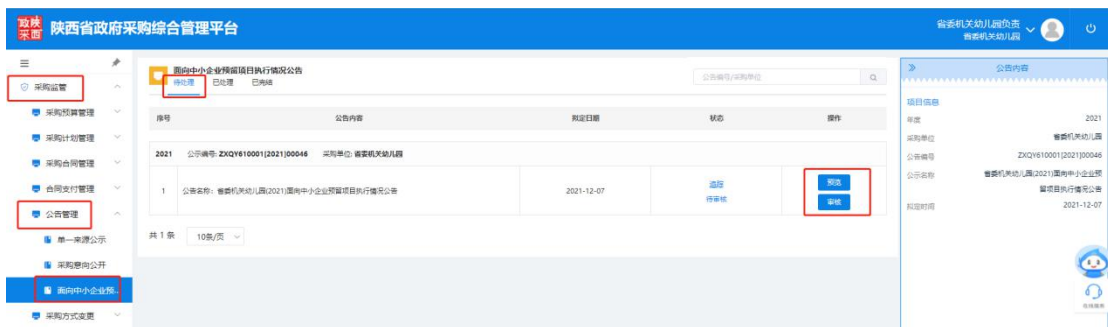 陕西省政府采购综合管理平台
省委机关幼儿园负责
省委机关幼儿园
采购监管
采购预算管理
采购计划管理
采购合同管理
合同支付管理
公告管理
单一来源公示
采购意向公开
面向中小企业预...
采购方式变更
面向中小企业预留项目执行情况公告
待处理 已处理 已完结
公告编号/采购单位
序号 公告内容 拟定日期 状态 操作
2021 公示编号: ZXQY610001[2021]00046 采购单位: 省委机关幼儿园
1 公告名称: 省委机关幼儿园(2021)面向中小企业预留项目执行情况公告 2021-12-07 追踪 待审核 预览 审核
共 1 条 10条/页
公告内容
项目信息
年度 2021
采购单位 省委机关幼儿园
公告编号 ZXQY610001[2021]00046
公示名称 省委机关幼儿园(2021)面向中小企业预
留项目执行情况公告
拟定时间 2021-12-07